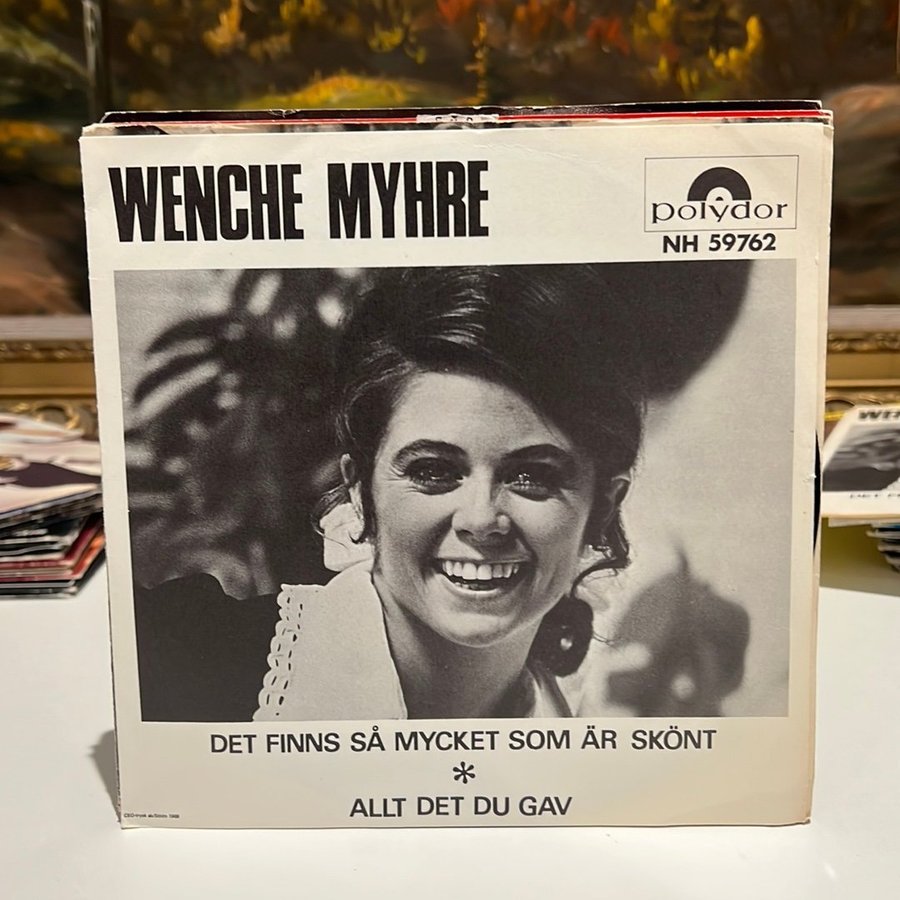 WENCHE MYHRE
polydor
NH 59762
DET FINNS SÅ MYCKET SOM ÄR SKÖNT
*
ALLT DET DU GAV